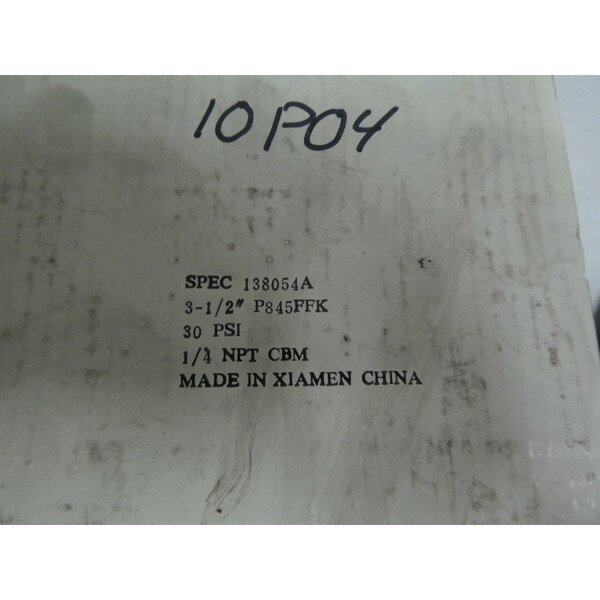 10P04
SPEC 138054A
3-1/2" P845FFK
30 PSI
1/4 NPT CBM
MADE IN XIAMEN CHINA